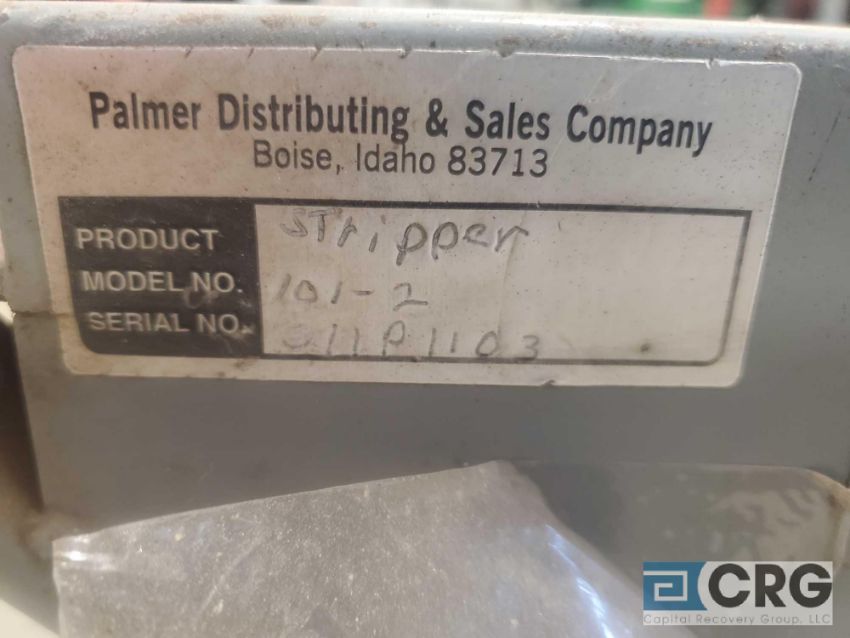 Palmer Distributing & Sales Company
Boise, Idaho 83713
PRODUCT STripper
MODEL NO. 101-2
SERIAL NO. 011P1103
CRG
Capital Recovery Group, LLC